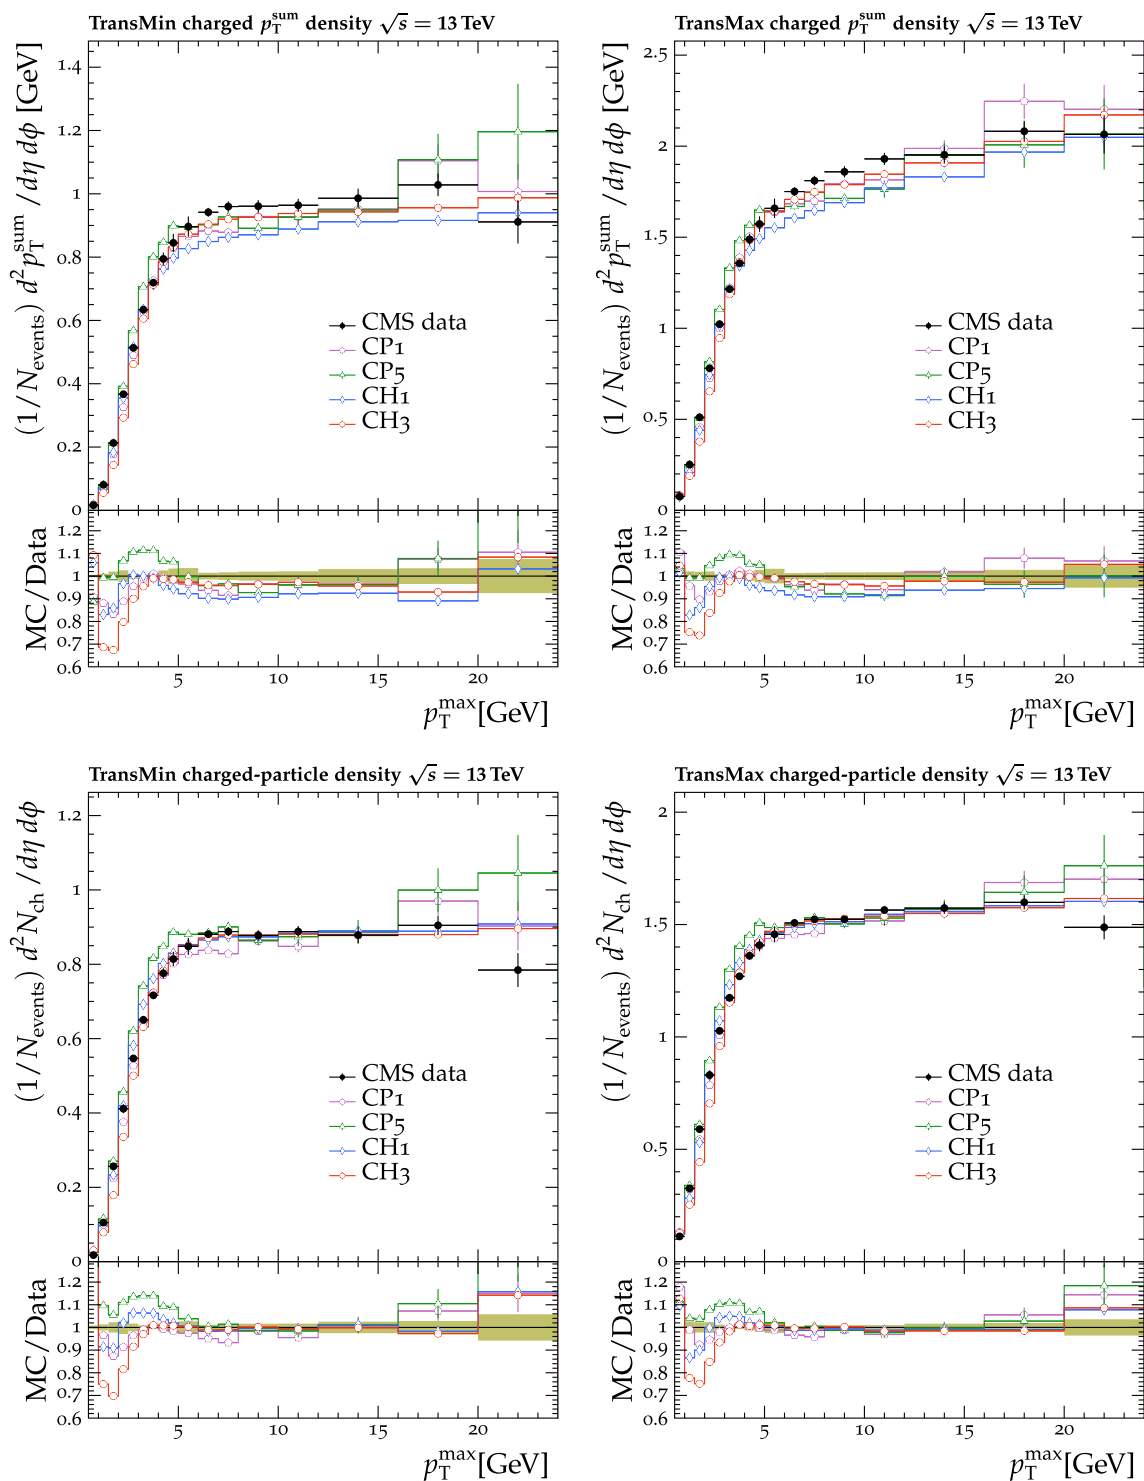 TransMin charged p_T^sum density √s = 13 TeV
(1/N_events) d²p_T^sum/dη dϕ [GeV]
1.4
1.2
1
0.8
0.6
0.4
0.2
0
CMS data
CP1
CP5
CH1
CH3
MC/Data
1.2
1.1
1
0.9
0.8
0.7
0.6
5 10 15 20
p_T^max[GeV]
TransMax charged p_T^sum density √s = 13 TeV
(1/N_events) d²p_T^sum/dη dϕ [GeV]
2.5
2
1.5
1
0.5
0
CMS data
CP1
CP5
CH1
CH3
MC/Data
1.2
1.1
1
0.9
0.8
0.7
0.6
5 10 15 20
p_T^max[GeV]
TransMin charged-particle density √s = 13 TeV
(1/N_events) d²N_ch/dη dϕ
1.2
1
0.8
0.6
0.4
0.2
0
CMS data
CP1
CP5
CH1
CH3
MC/Data
1.2
1.1
1
0.9
0.8
0.7
0.6
5 10 15 20
p_T^max[GeV]
TransMax charged-particle density √s = 13 TeV
(1/N_events) d²N_ch/dη dϕ
2
1.5
1
0.5
0
CMS data
CP1
CP5
CH1
CH3
MC/Data
1.2
1.1
1
0.9
0.8
0.7
0.6
5 10 15 20
p_T^max[GeV]